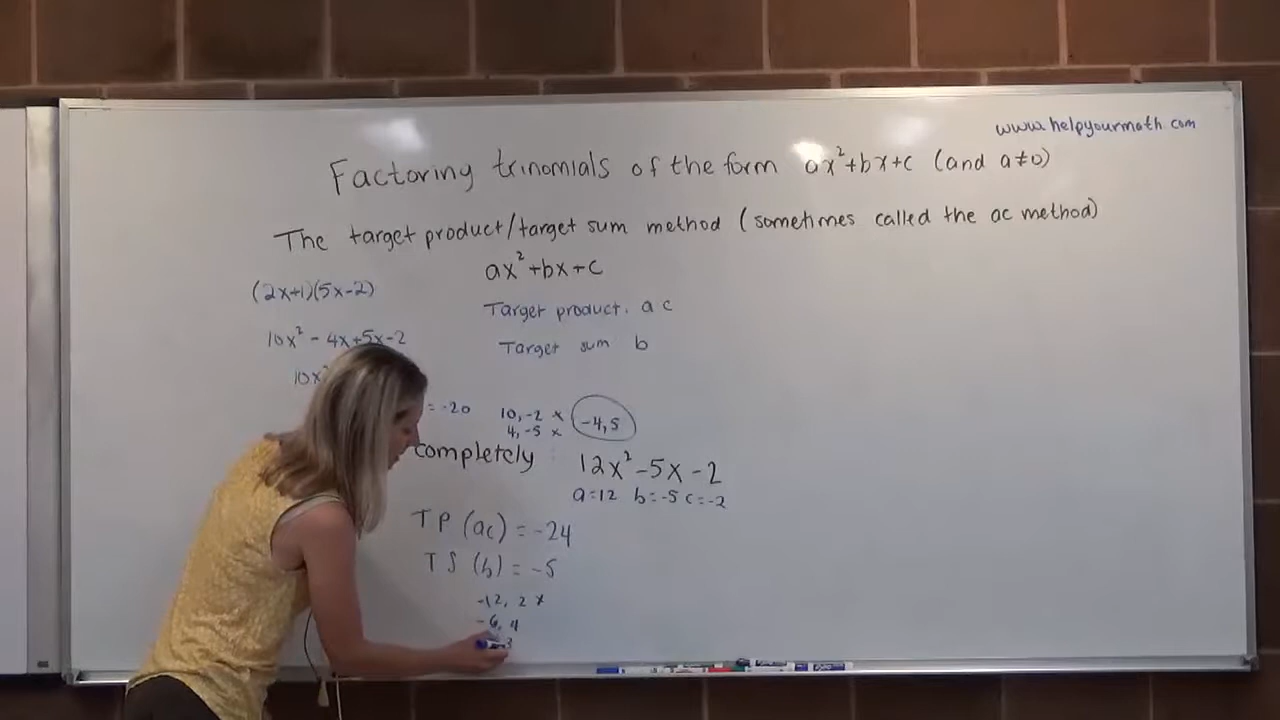 www.helpyourmath.com
Factoring trinomials of the form ax²+bx+c (and a≠0)
The target product/target sum method (sometimes called the ac method)
ax²+bx+c
(2x+1)(5x-2)
Target product. ac
10x² - 4x+5x-2
Target sum b
10x
= -20 10, -2 x -4,5
4, -5 x
completely : 12x²-5x-2
a=12 b=-5 c=-2
TP (ac) = -24
TS (b) = -5
-12, 2 x
-6, 4